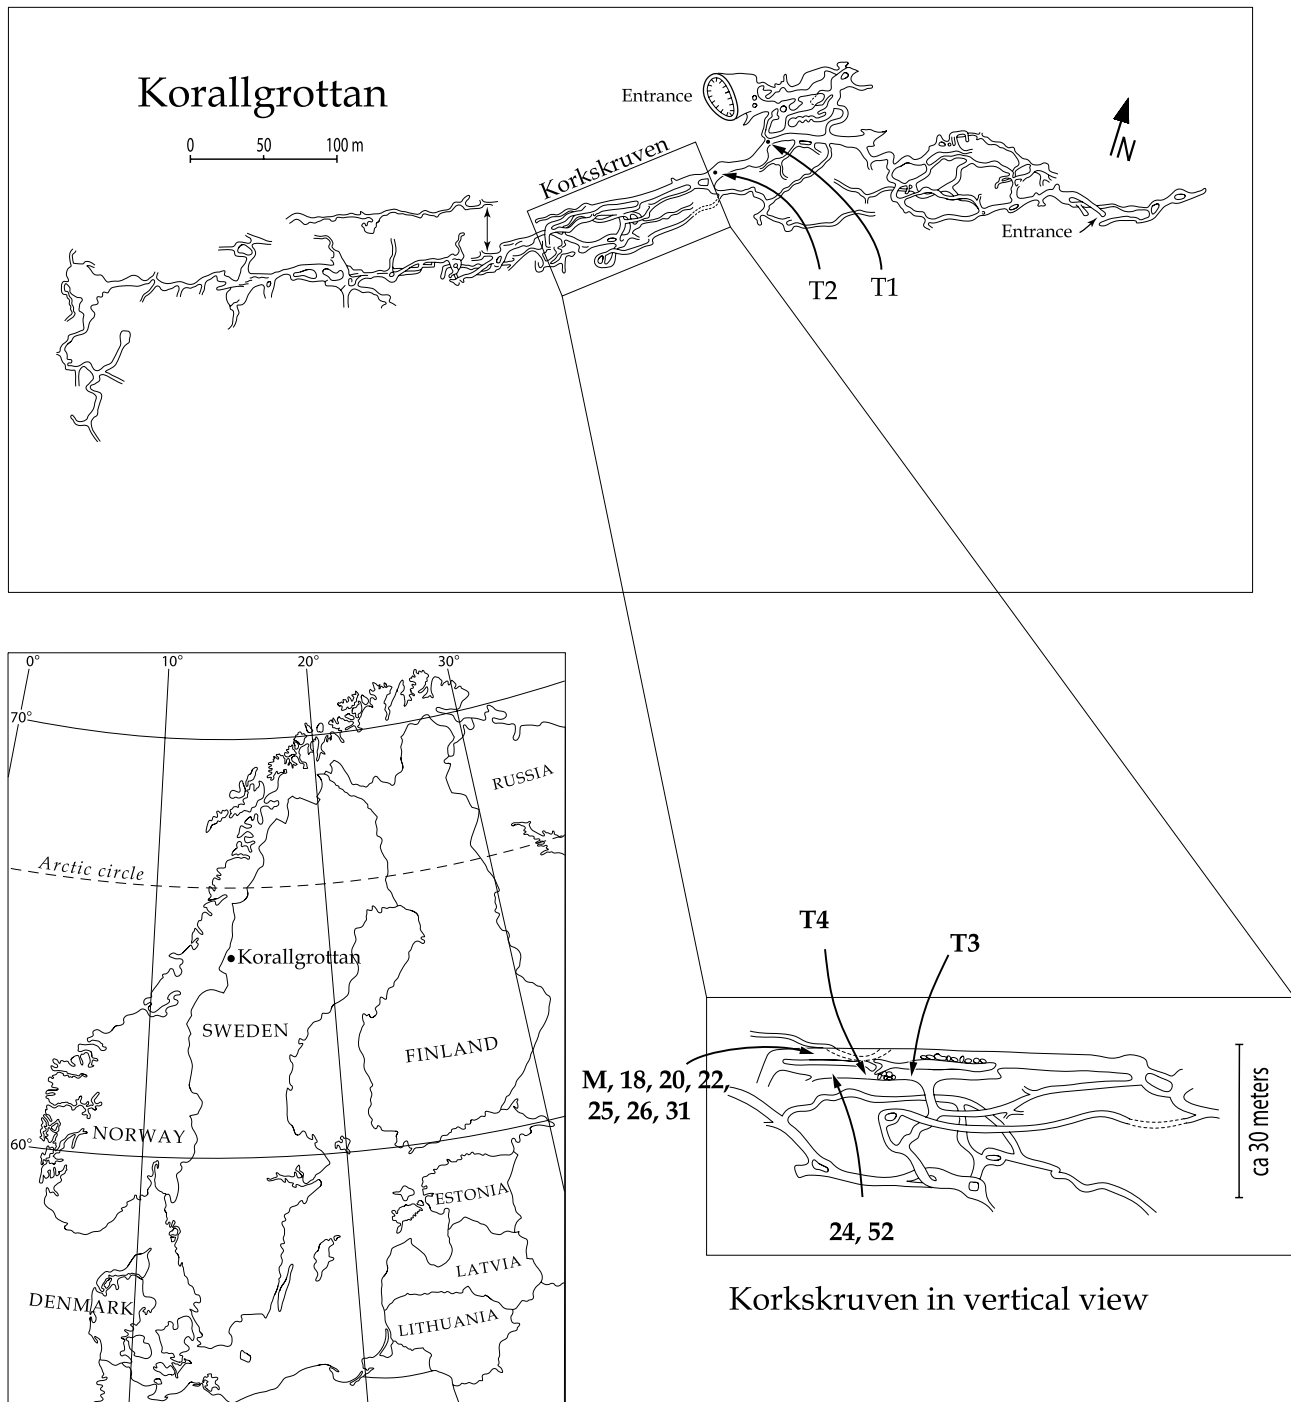 Korallgrottan
Entrance
0 50 100 m
Korkskruven
N
Entrance
T2
T1
0° 10° 20° 30°
70°
RUSSIA
Arctic circle
Korallgrottan
SWEDEN
FINLAND
NORWAY
60°
ESTONIA
LATVIA
DENMARK
LITHUANIA
T4
T3
M, 18, 20, 22,
25, 26, 31
24, 52
ca 30 meters
Korkskruven in vertical view